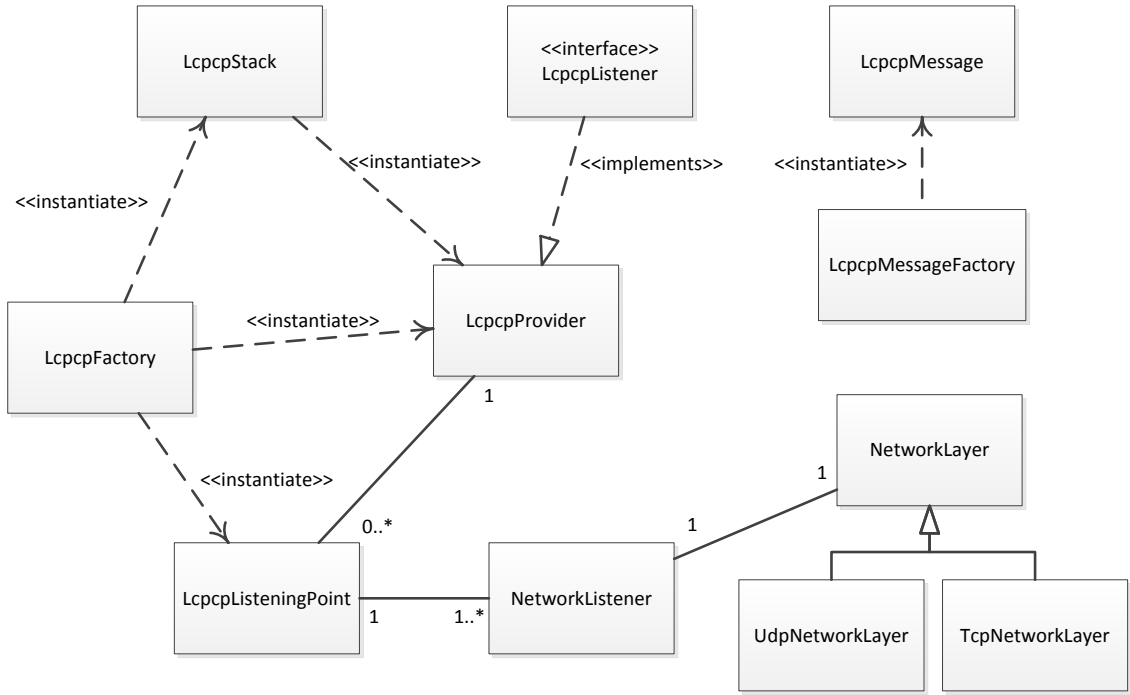 LcpcpStack
<<interface>>
LcpcpListener
LcpcpMessage
<<instantiate>>
<<implements>>
<<instantiate>>
<<instantiate>>
LcpcpMessageFactory
<<instantiate>>
LcpcpProvider
LcpcpFactory
1
<<instantiate>>
NetworkLayer
1
0..*
1
LcpcpListeningPoint
NetworkListener
1
1..*
UdpNetworkLayer
TcpNetworkLayer